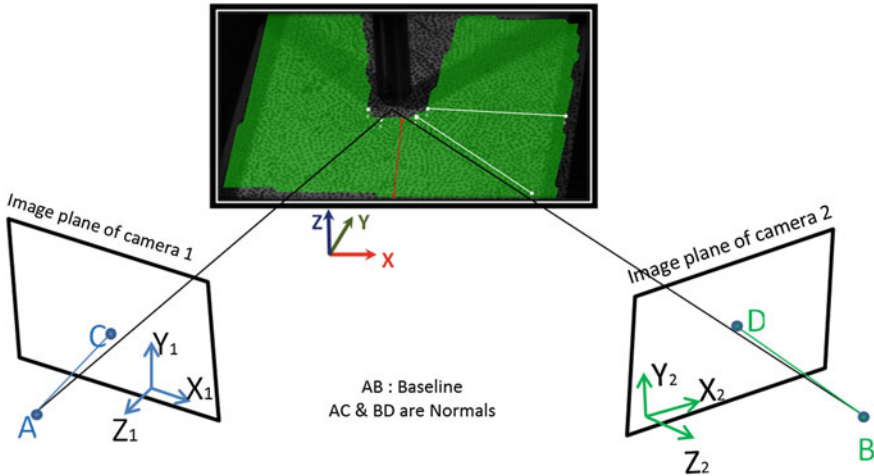 Z
Y
X
Image plane of camera 1
Image plane of camera 2
C
D
Y1
X1
Z1
A
Y2
X2
Z2
B
AB : Baseline
AC & BD are Normals